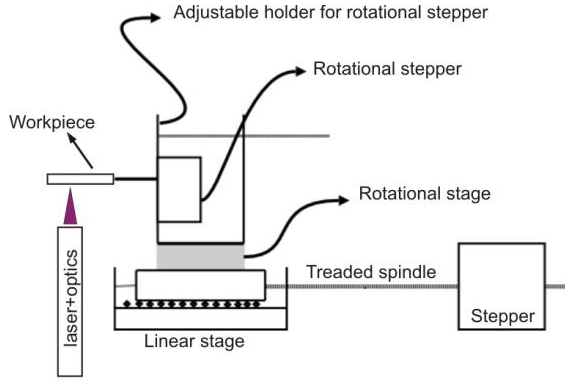 Adjustable holder for rotational stepper
Rotational stepper
Workpiece
Rotational stage
laser+optics
Treaded spindle
Stepper
Linear stage